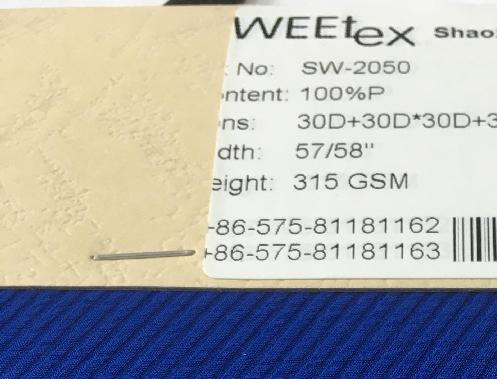 WEEtex Shao
: No: SW-2050
ntent: 100%P
ns: 30D+30D*30D+3
dth: 57/58"
eight: 315 GSM
-86-575-81181162
+86-575-81181163